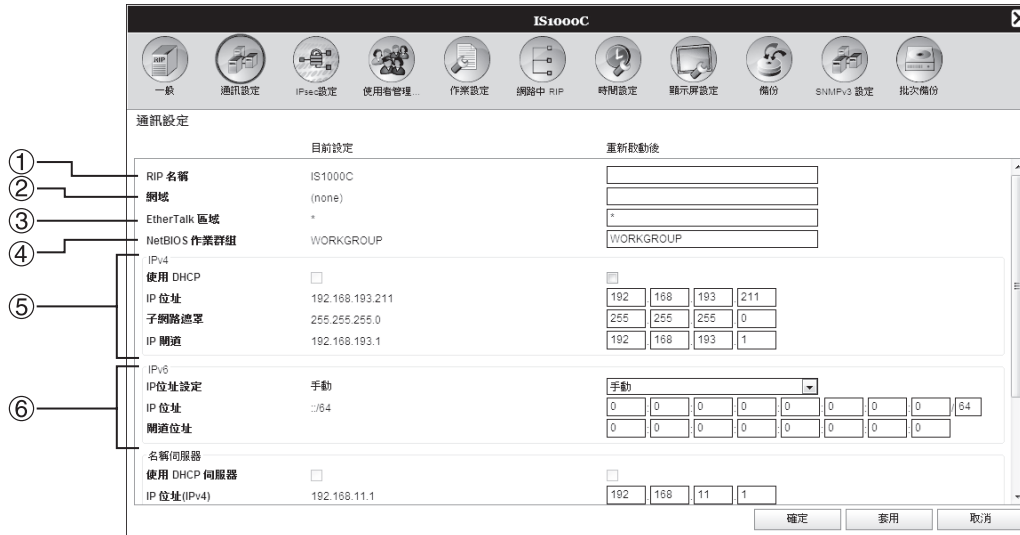 IS1000C
RIP
一般 通訊設定 IPsec設定 使用者管理... 作業設定 網路中 RIP 時間設定 顯示屏設定 備份 SNMPv3 設定 批次備份
通訊設定
目前設定 重新啟動後
① RIP 名稱 IS1000C
② 網域 (none)
③ EtherTalk 區域 * *
④ NetBIOS 作業群組 WORKGROUP WORKGROUP
IPv4
使用 DHCP
⑤ IP 位址 192.168.193.211 192 . 168 . 193 . 211
子網路遮罩 255.255.255.0 255 . 255 . 255 . 0
IP 閘道 192.168.193.1 192 . 168 . 193 . 1
IPv6
IP位址設定 手動 手動
⑥ IP 位址 ::/64 0 : 0 : 0 : 0 : 0 : 0 : 0 : 0 / 64
閘道位址 0 : 0 : 0 : 0 : 0 : 0 : 0 : 0
名稱伺服器
使用 DHCP 伺服器
IP 位址(IPv4) 192.168.11.1 192 . 168 . 11 . 1
確定 套用 取消